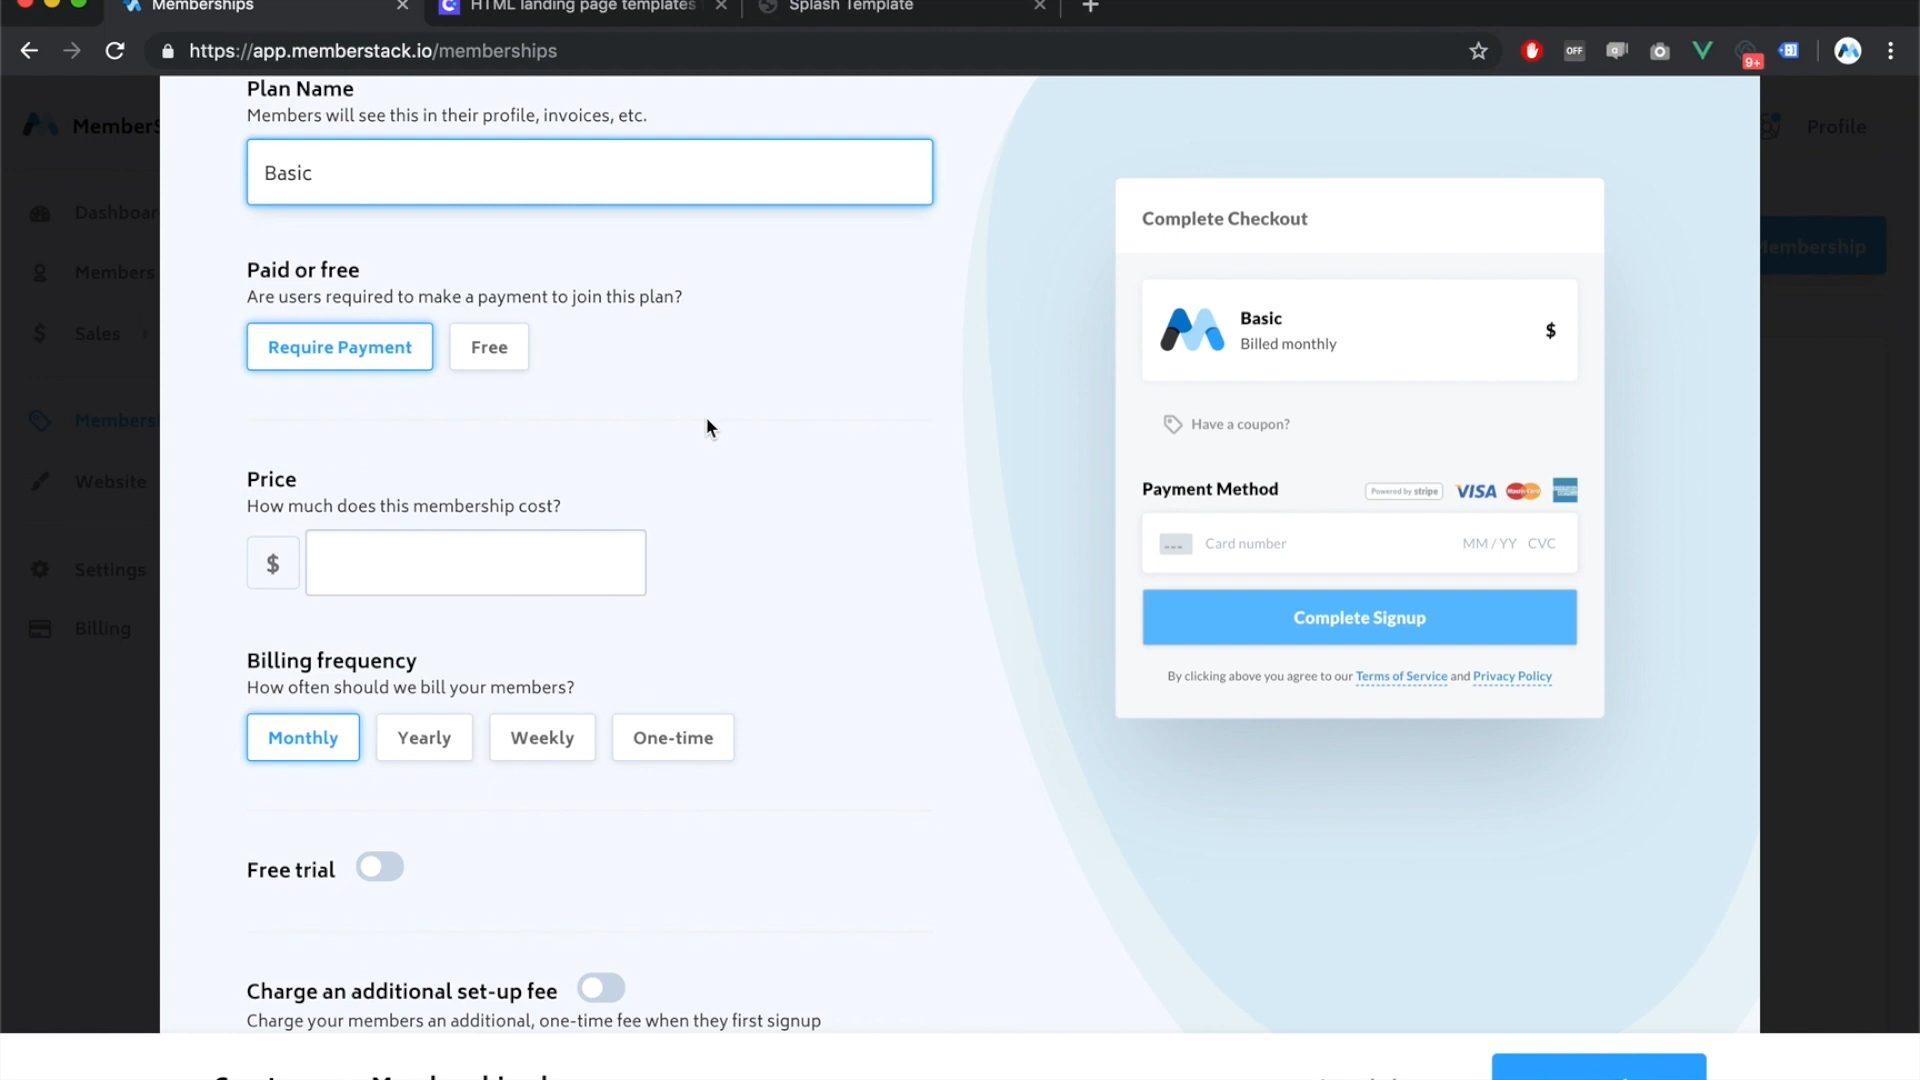 Memberships
HTML landing page templates
Splash Template
https://app.memberstack.io/memberships
OFF
9+
Plan Name
Members will see this in their profile, invoices, etc.
Basic
Profile
Members
Sales
Website
Settings
Billing
Paid or free
Are users required to make a payment to join this plan?
Require Payment
Free
Price
How much does this membership cost?
$
Billing frequency
How often should we bill your members?
Monthly
Yearly
Weekly
One-time
Free trial
Charge an additional set-up fee
Charge your members an additional, one-time fee when they first signup
Complete Checkout
Basic
$
Billed monthly
Have a coupon?
Payment Method
Powered by stripe
VISA
Card number
MM / YY
CVC
Complete Signup
By clicking above you agree to our Terms of Service and Privacy Policy